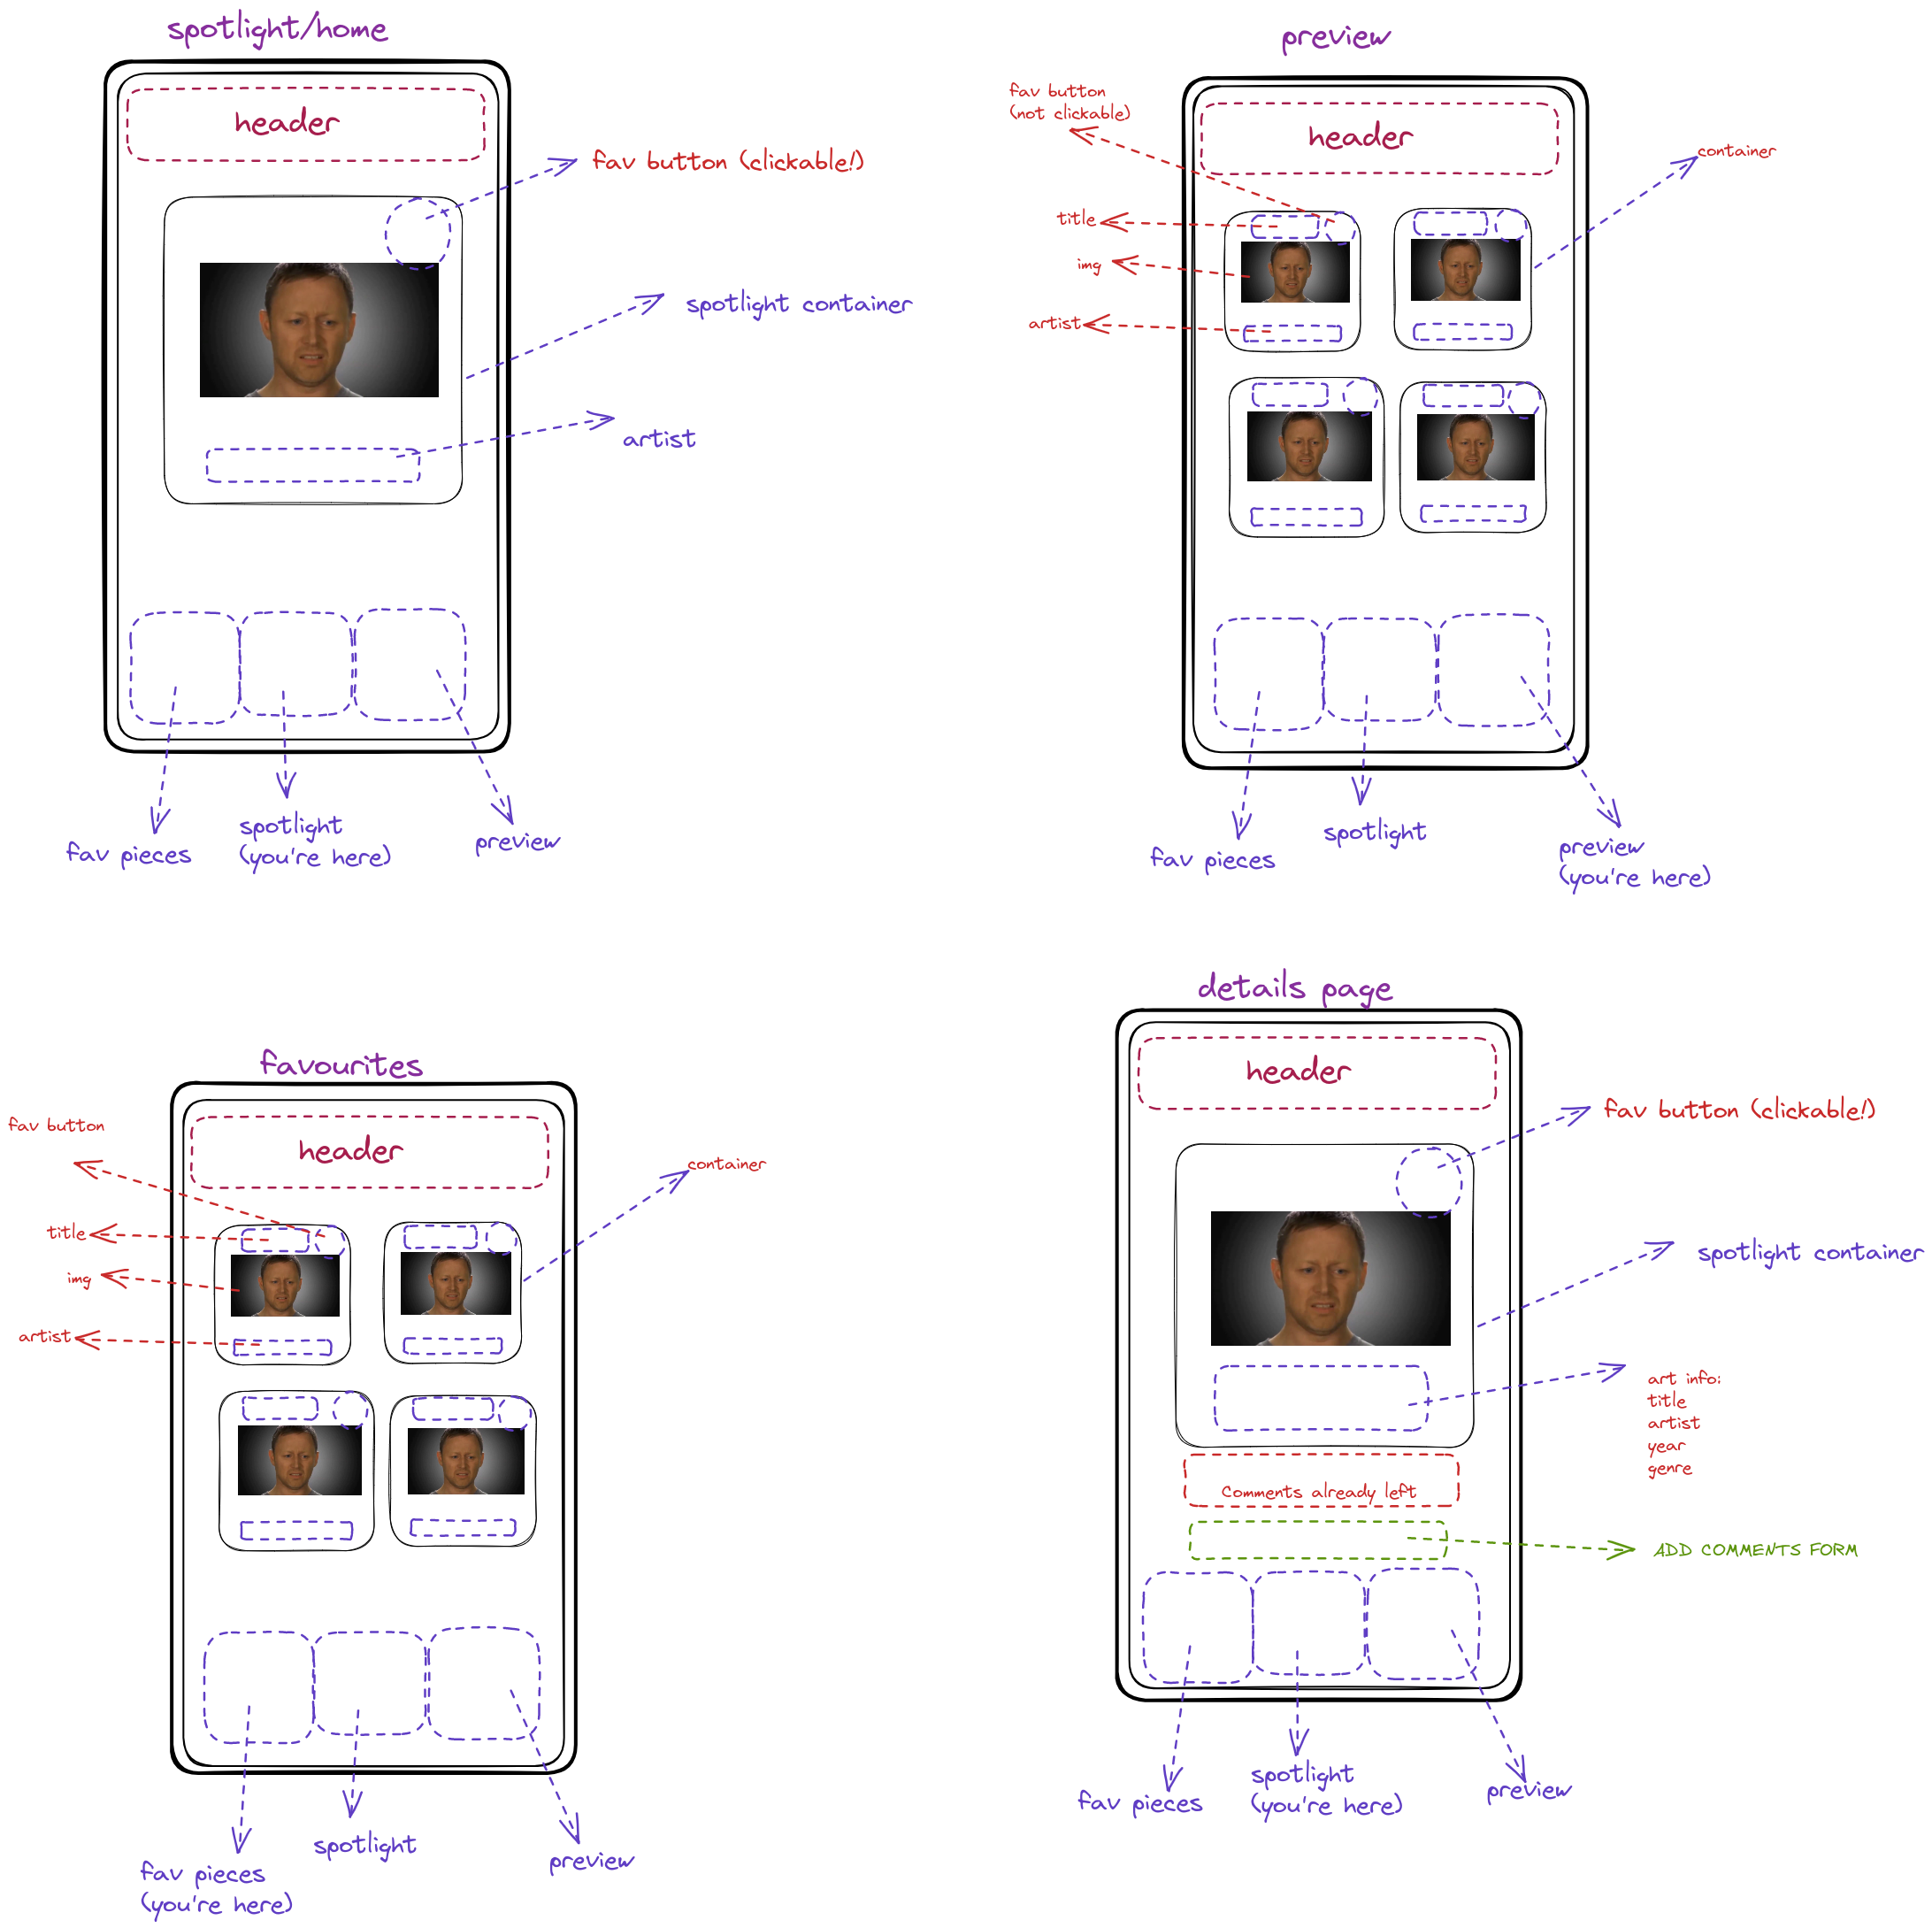 spotlight/home
header
fav button (clickable!)
spotlight container
artist
fav pieces
spotlight
(you're here)
preview
preview
fav button
(not clickable)
header
container
title
img
artist
fav pieces
spotlight
preview
(you're here)
favourites
fav button
header
container
title
img
artist
fav pieces
(you're here)
spotlight
preview
details page
header
fav button (clickable!)
spotlight container
art info:
title
artist
year
genre
Comments already left
ADD COMMENTS FORM
fav pieces
spotlight
(you're here)
preview